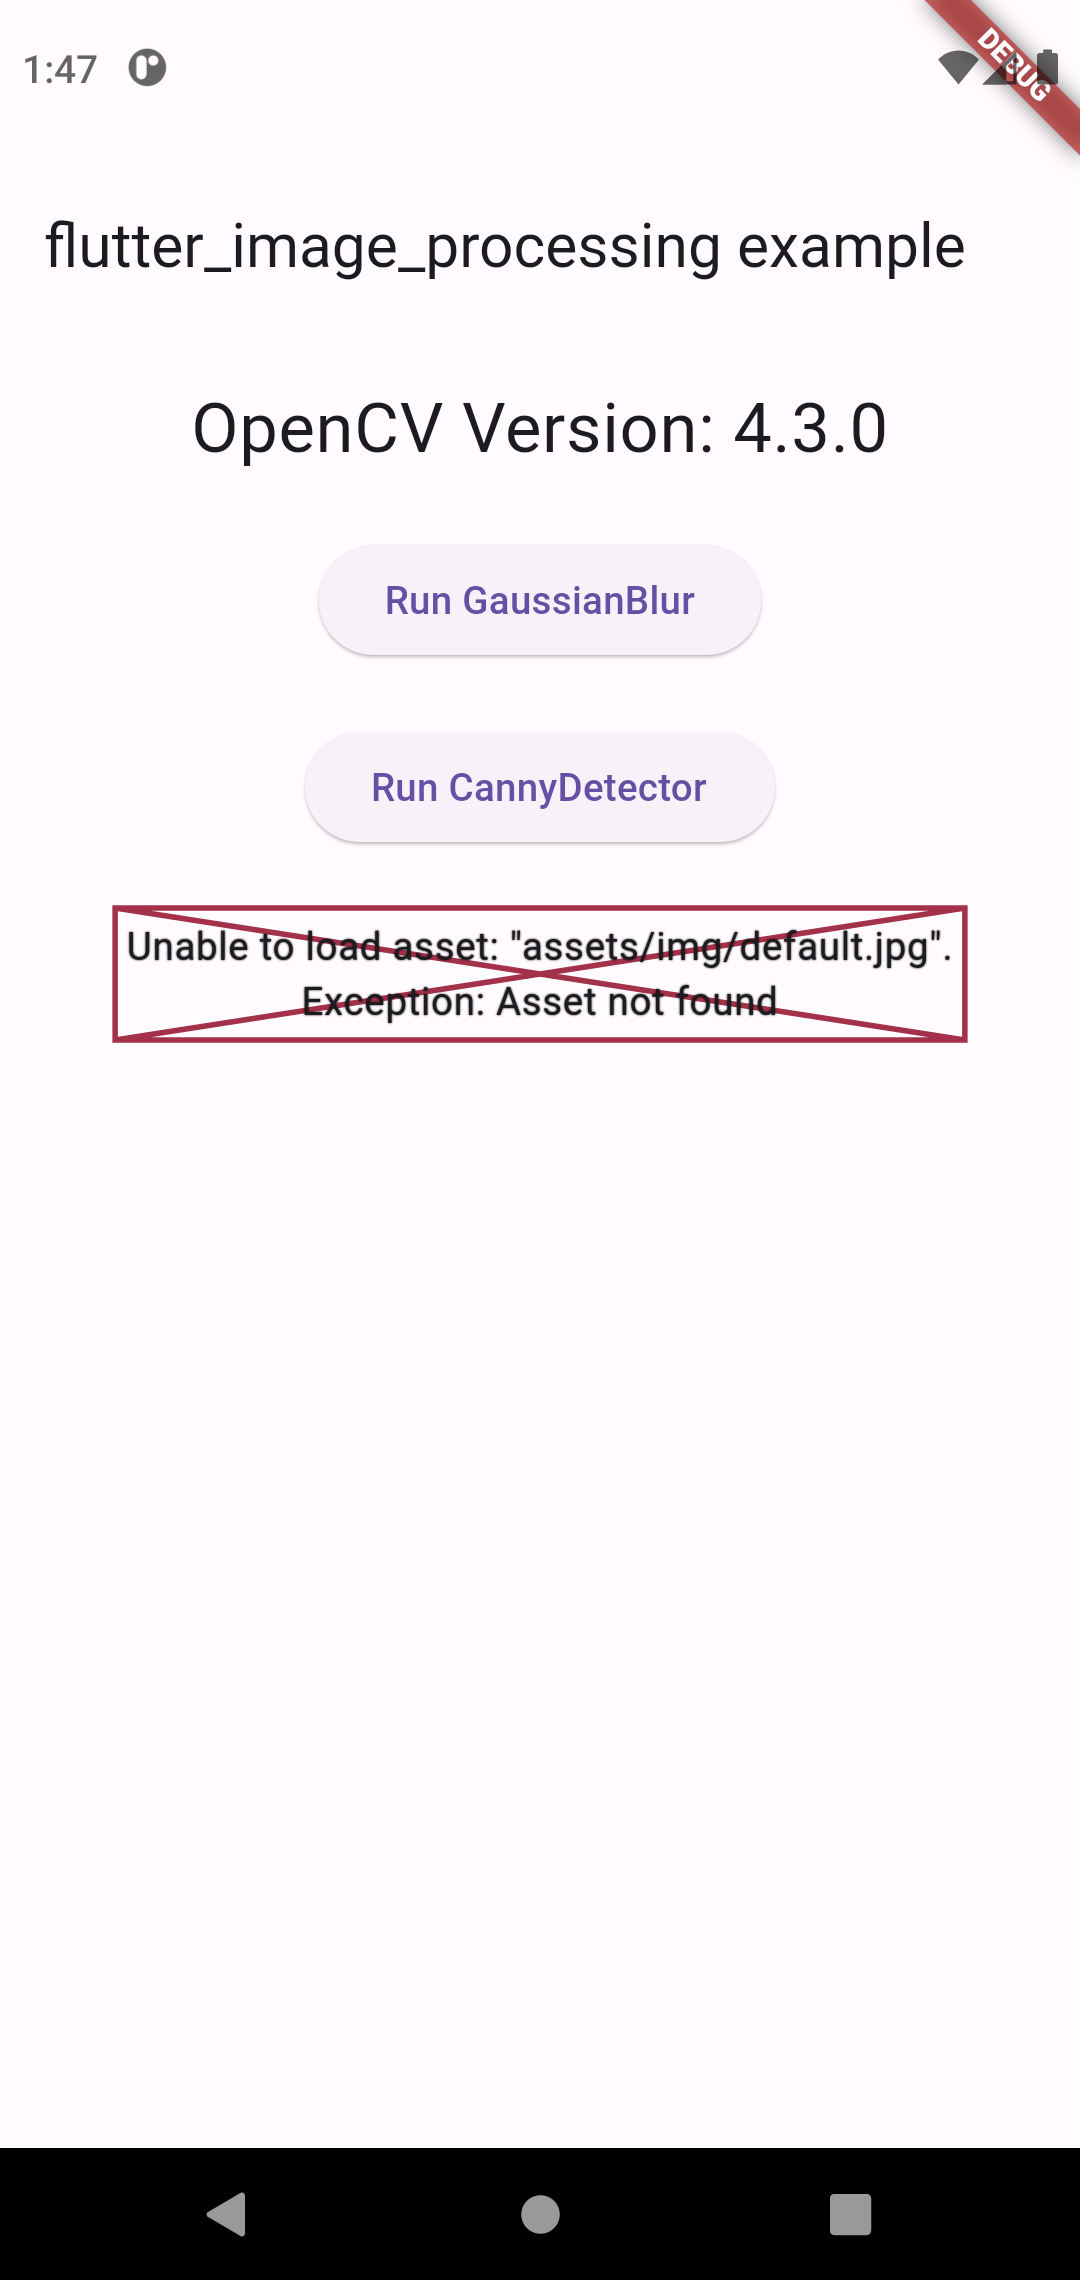 1:47
DEBUG
flutter_image_processing example
OpenCV Version: 4.3.0
Run GaussianBlur
Run CannyDetector
Unable to load asset: "assets/img/default.jpg".
Exception: Asset not found